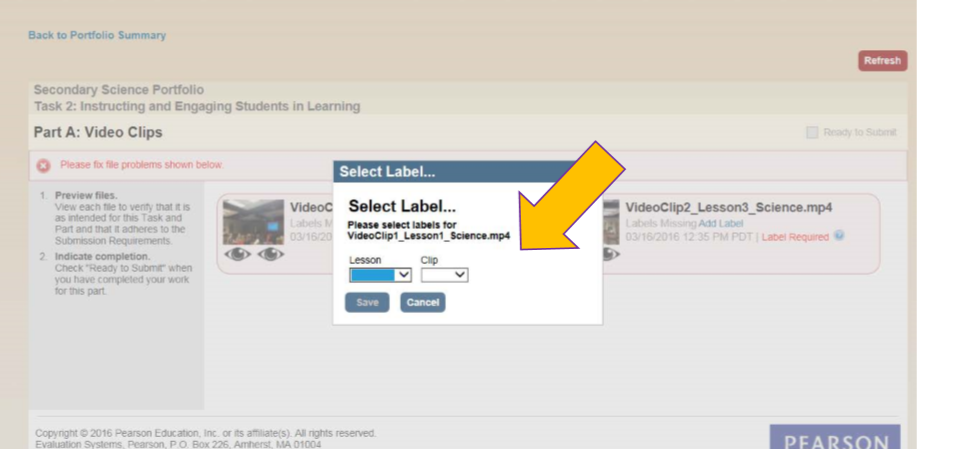 Back to Portfolio Summary
Refresh
Secondary Science Portfolio
Task 2: Instructing and Engaging Students in Learning
Part A: Video Clips
Ready to Submit
Please fix file problems shown below.
1. Preview files.
View each file to verify that it is
as intended for this Task and
Part and that it adheres to the
Submission Requirements.
2. Indicate completion.
Check "Ready to Submit" when
you have completed your work
for this part.
VideoC
Labels M
03/16/20
Select Label...
Select Label...
Please select labels for
VideoClip1_Lesson1_Science.mp4
Lesson Clip
Save Cancel
VideoClip2_Lesson3_Science.mp4
Labels Missing Add Label
03/16/2016 12:35 PM PDT | Label Required
Copyright © 2016 Pearson Education, Inc. or its affiliate(s). All rights reserved.
Evaluation Systems, Pearson, P.O. Box 226, Amherst, MA 01004
PEARSON